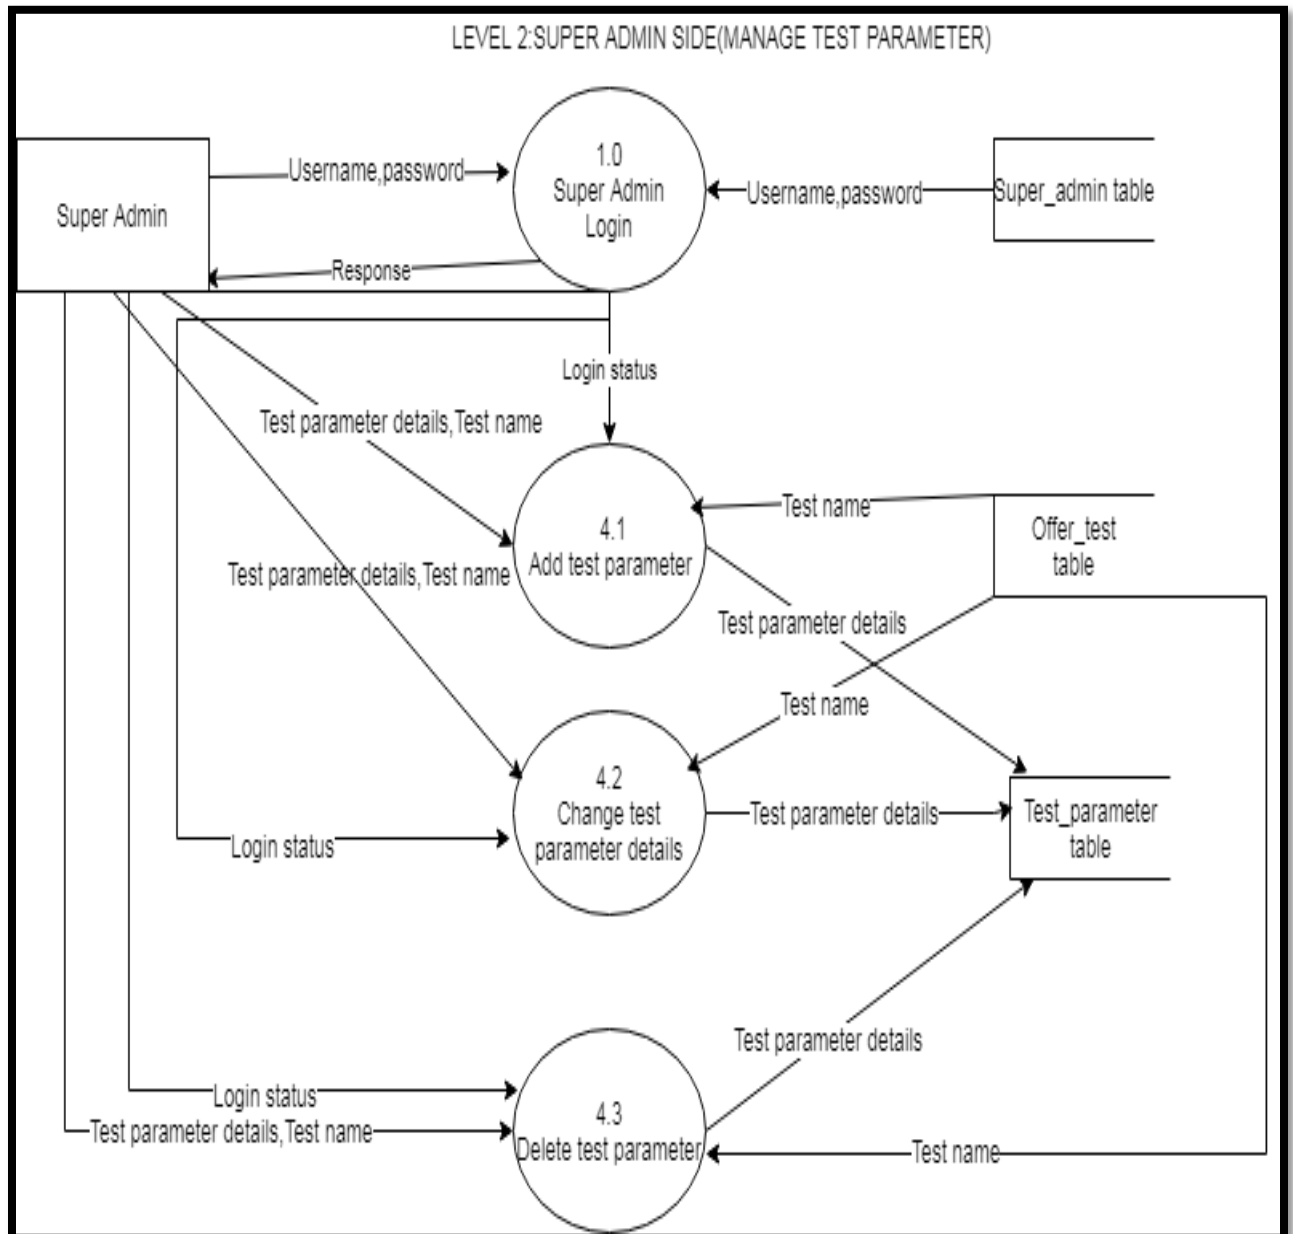 LEVEL 2:SUPER ADMIN SIDE(MANAGE TEST PARAMETER)
1.0
Super Admin
Login
Username,password
Username,password
Super_admin table
Super Admin
Response
Login status
Test parameter details,Test name
Test name
4.1
Add test parameter
Offer_test
table
Test parameter details,Test name
Test parameter details
Test name
4.2
Change test
parameter details
Test parameter details
Test_parameter
table
Login status
Test parameter details
Login status
4.3
Delete test parameter
Test parameter details,Test name
Test name